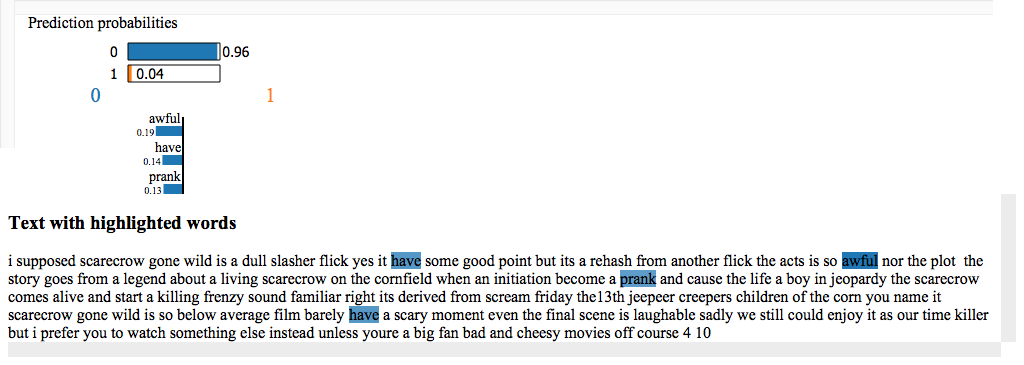 Prediction probabilities
0 0.96
1 0.04
0 1
awful
0.19
have
0.14
prank
0.13
Text with highlighted words
i supposed scarecrow gone wild is a dull slasher flick yes it have some good point but its a rehash from another flick the acts is so awful nor the plot the
story goes from a legend about a living scarecrow on the cornfield when an initiation become a prank and cause the life a boy in jeopardy the scarecrow
comes alive and start a killing frenzy sound familiar right its derived from scream friday the13th jeepeer creepers children of the corn you name it
scarecrow gone wild is so below average film barely have a scary moment even the final scene is laughable sadly we still could enjoy it as our time killer
but i prefer you to watch something else instead unless youre a big fan bad and cheesy movies off course 4 10